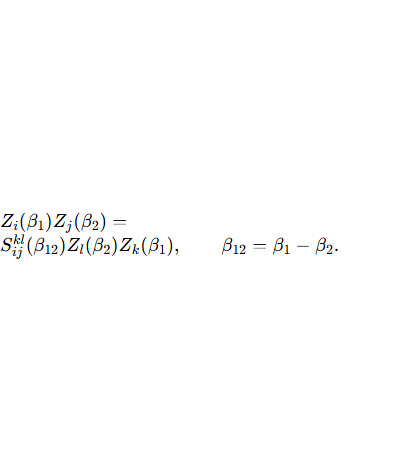 Z_i(β_1)Z_j(β_2) =
S_{ij}^{kl}(β_{12})Z_l(β_2)Z_k(β_1),   β_{12} = β_1 − β_2.